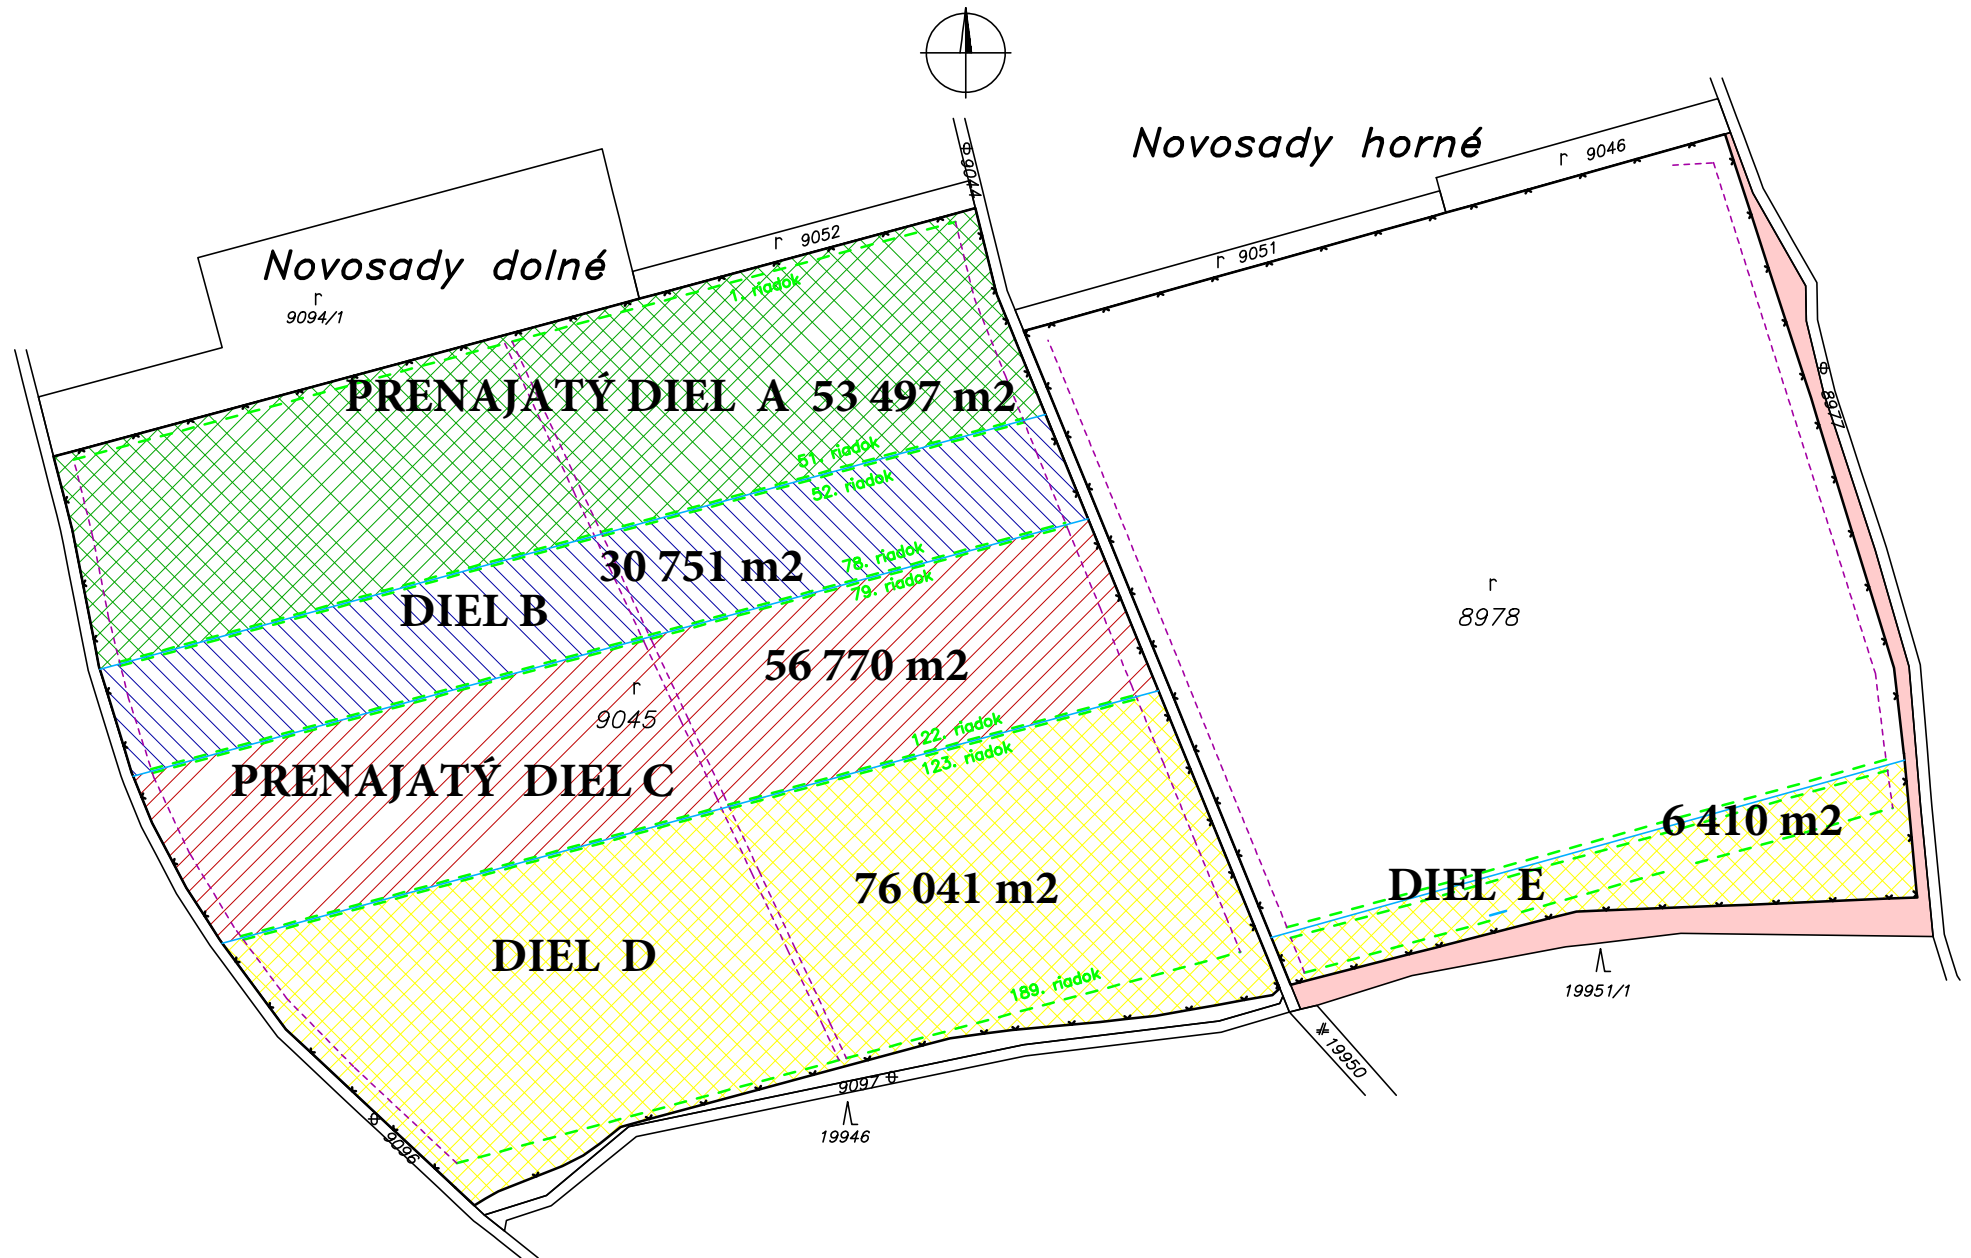 Novosady horné
Γ 9046
Φ 9044
Γ 9052
Γ 9051
Novosady dolné
Γ
9094/1
1. riadok
PRENAJATÝ DIEL A 53 497 m2
Φ 8977
51. riadok
52. riadok
30 751 m2
78. riadok
79. riadok
DIEL B
Γ
8978
56 770 m2
Γ
9045
122. riadok
123. riadok
PRENAJATÝ DIEL C
6 410 m2
76 041 m2
DIEL E
DIEL D
189. riadok
19951/1
19950
9097
19946
9096